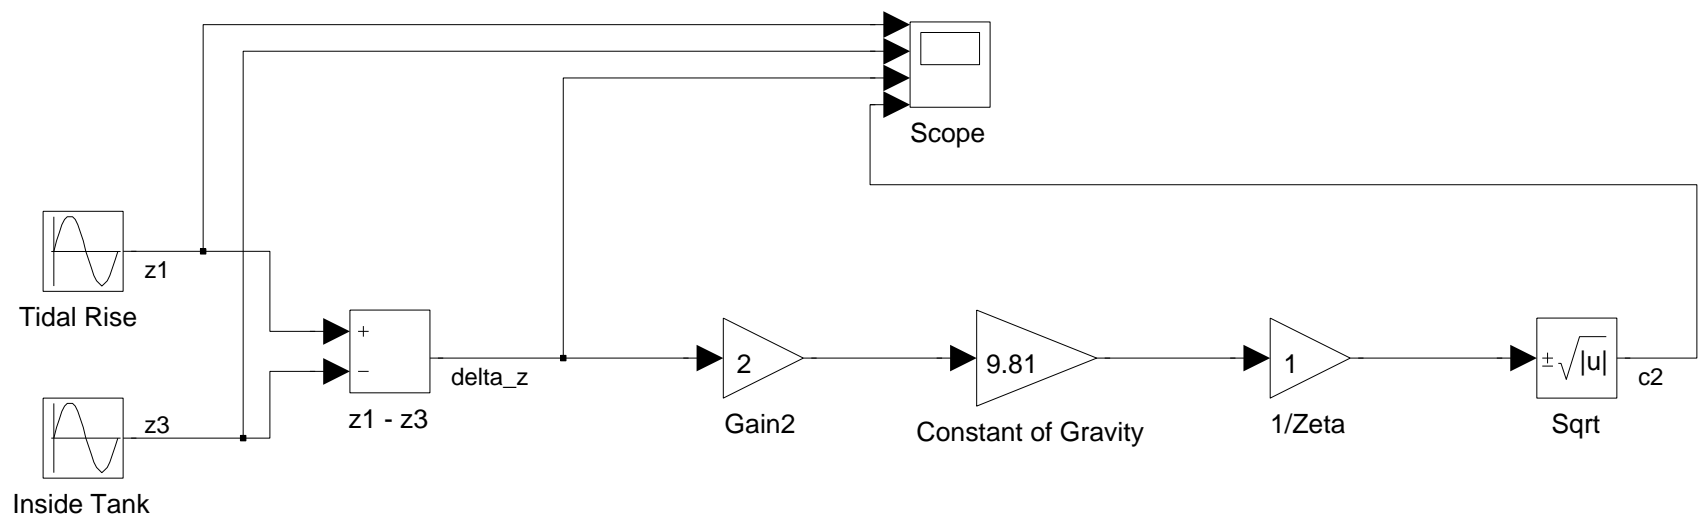 Scope
z1
Tidal Rise
+
−
z1 - z3
delta_z
2
Gain2
9.81
Constant of Gravity
1
1/Zeta
±√|u|
Sqrt
c2
z3
Inside Tank